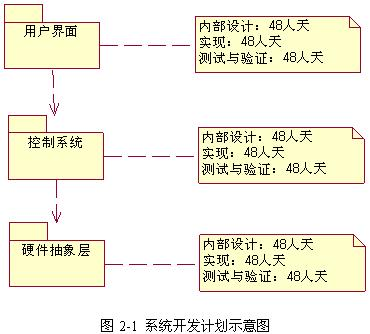 用户界面
内部设计：48人天
实现：48人天
测试与验证：48人天
控制系统
内部设计：48人天
实现：48人天
测试与验证：48人天
硬件抽象层
内部设计：48人天
实现：48人天
测试与验证：48人天
图 2-1 系统开发计划示意图